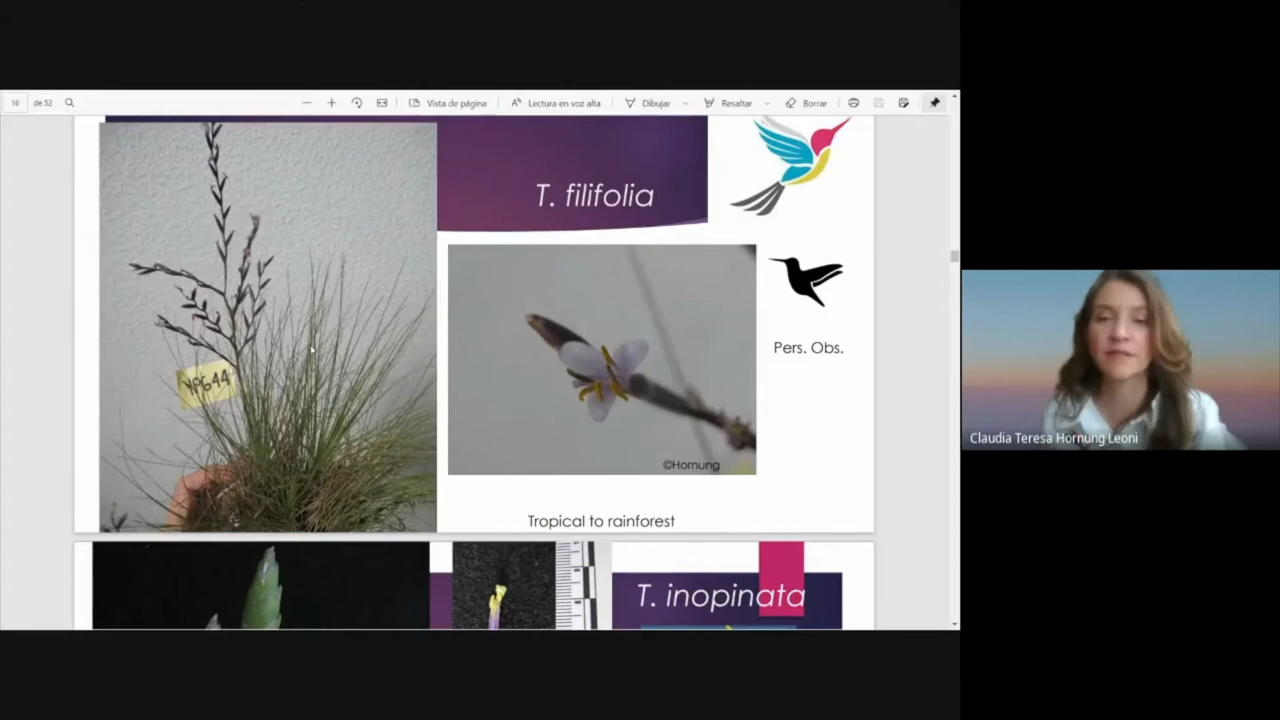 16 de 52
Vista de página
Lectura en voz alta
Dibujar
Resaltar
Borrar
T. filifolia
Pers. Obs.
©Hornung
Tropical to rainforest
T. inopinata
Claudia Teresa Hornung Leoni